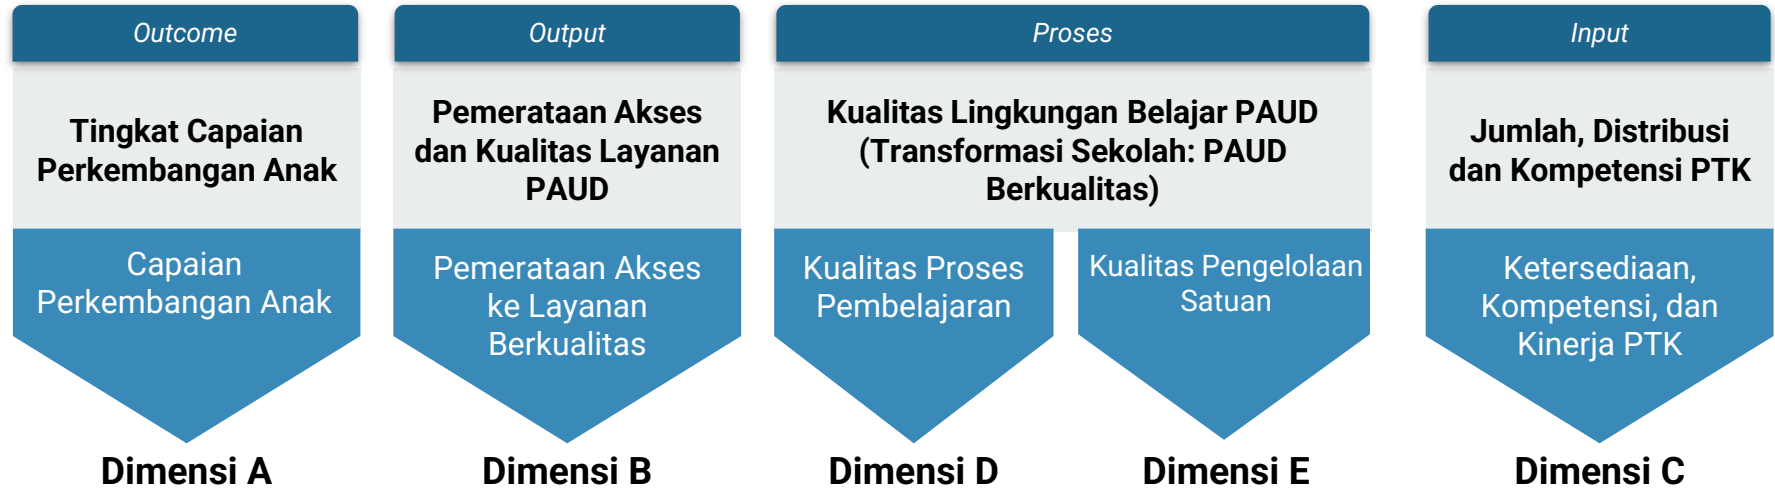 Outcome
Tingkat Capaian
Perkembangan Anak
Capaian
Perkembangan Anak
Dimensi A
Output
Pemerataan Akses
dan Kualitas Layanan
PAUD
Pemerataan Akses
ke Layanan
Berkualitas
Dimensi B
Proses
Kualitas Lingkungan Belajar PAUD
(Transformasi Sekolah: PAUD
Berkualitas)
Kualitas Proses
Pembelajaran
Dimensi D
Kualitas Pengelolaan
Satuan
Dimensi E
Input
Jumlah, Distribusi
dan Kompetensi PTK
Ketersediaan,
Kompetensi, dan
Kinerja PTK
Dimensi C